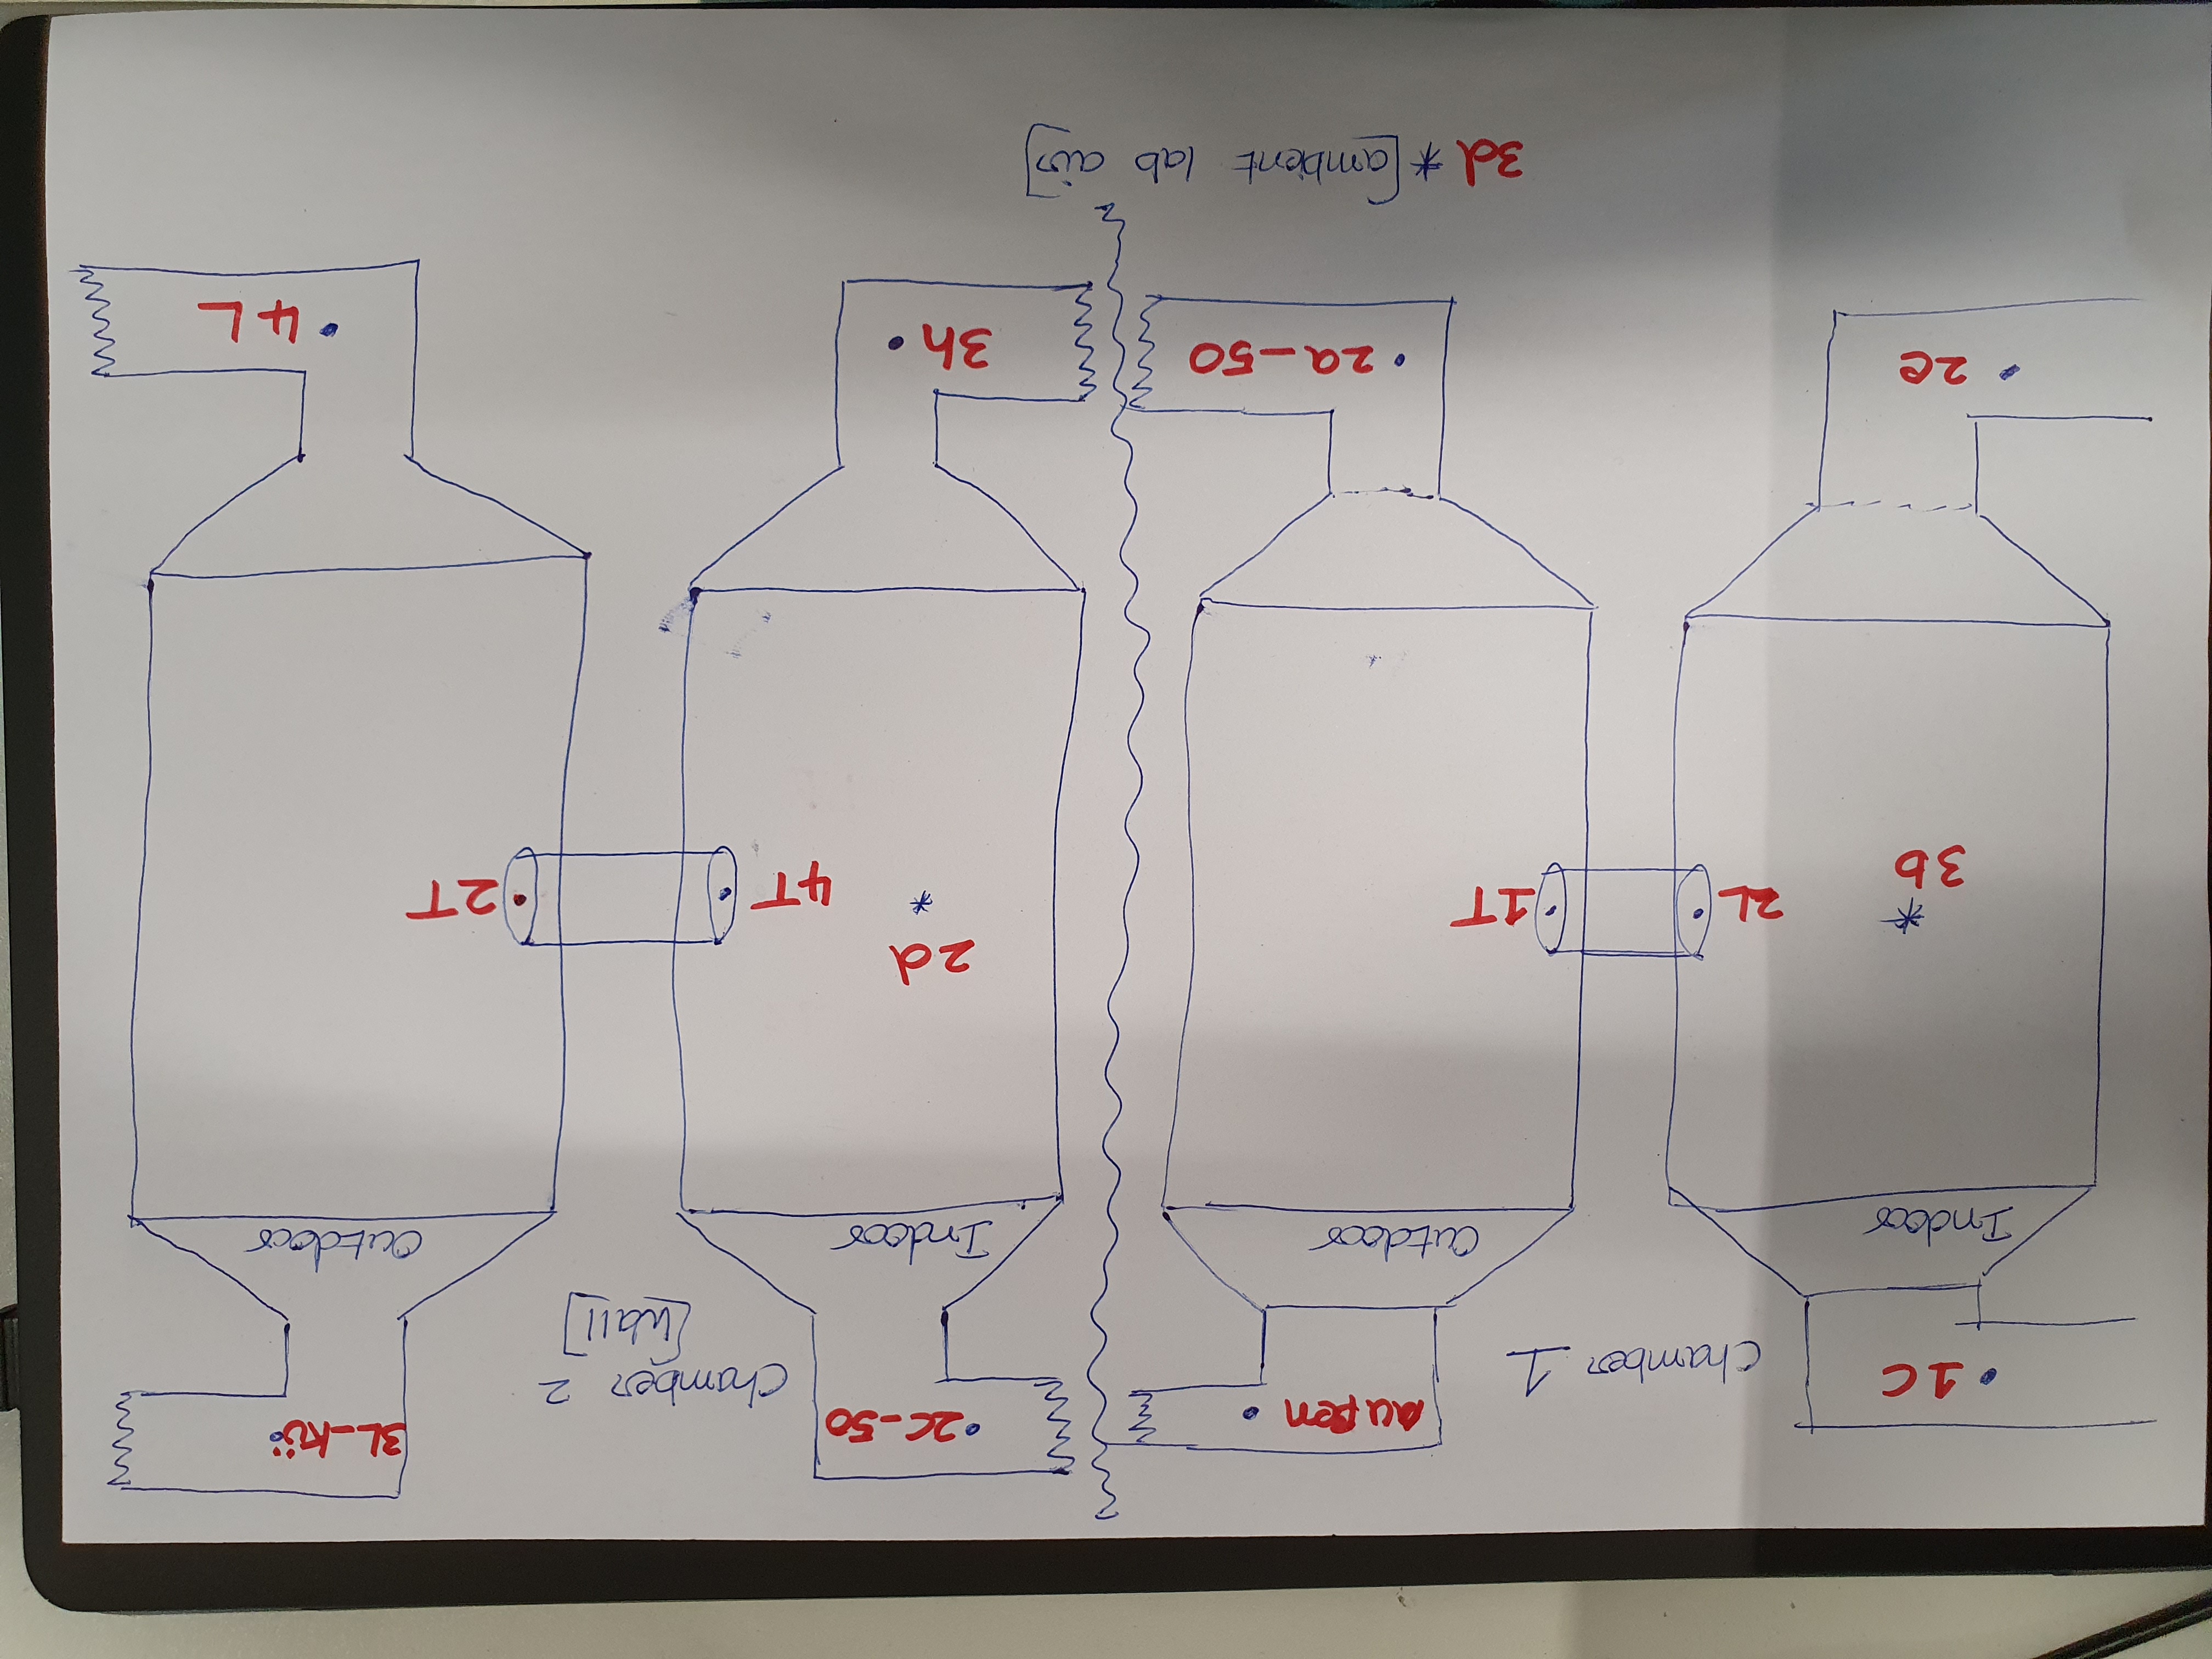 1C
Chamber 1
außen
2C-50
Chamber 2
[Wall]
3L-Kü
Indoor
Outdoor
Indoor
Outdoor
3b
2L
1T
2d
4T
2T
2e
2a-50
3h
4L
3d *[ambient lab air]